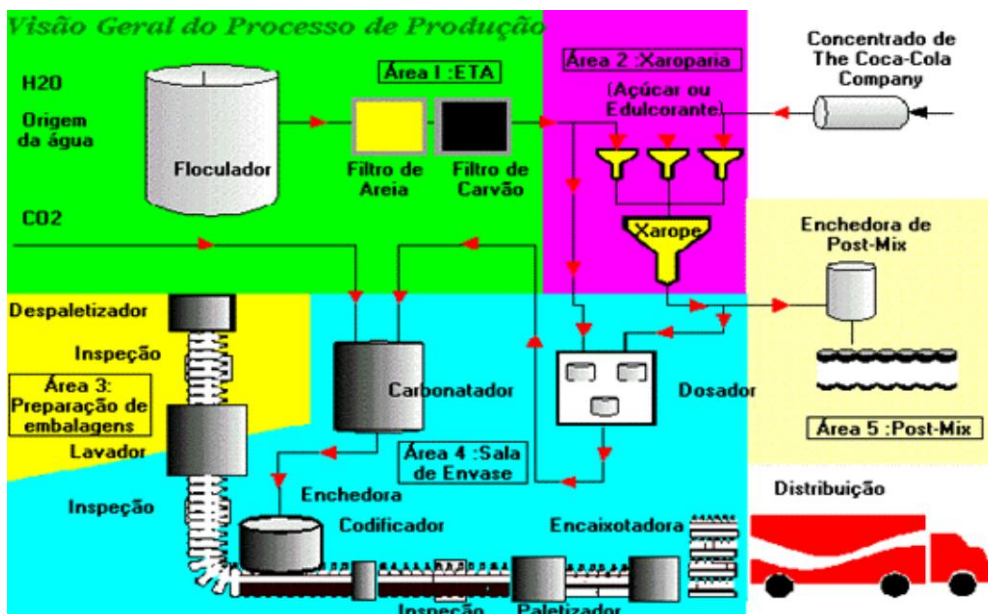 Visão Geral do Processo de Produção
H2O
Origem
da água
Floculador
Área I :ETA
Filtro de
Areia
Filtro de
Carvão
CO2
Área 2 :Xaroparia
(Açúcar ou
Edulcorante)
Xarope
Concentrado de
The Coca-Cola
Company
Enchedora de
Post-Mix
Área 5 :Post-Mix
Despaletizador
Inspeção
Área 3:
Preparação de
embalagens
Lavador
Inspeção
Carbonatador
Dosador
Área 4 :Sala
de Envase
Enchedora
Codificador
Inspeção
Paletizador
Encaixotadora
Distribuição